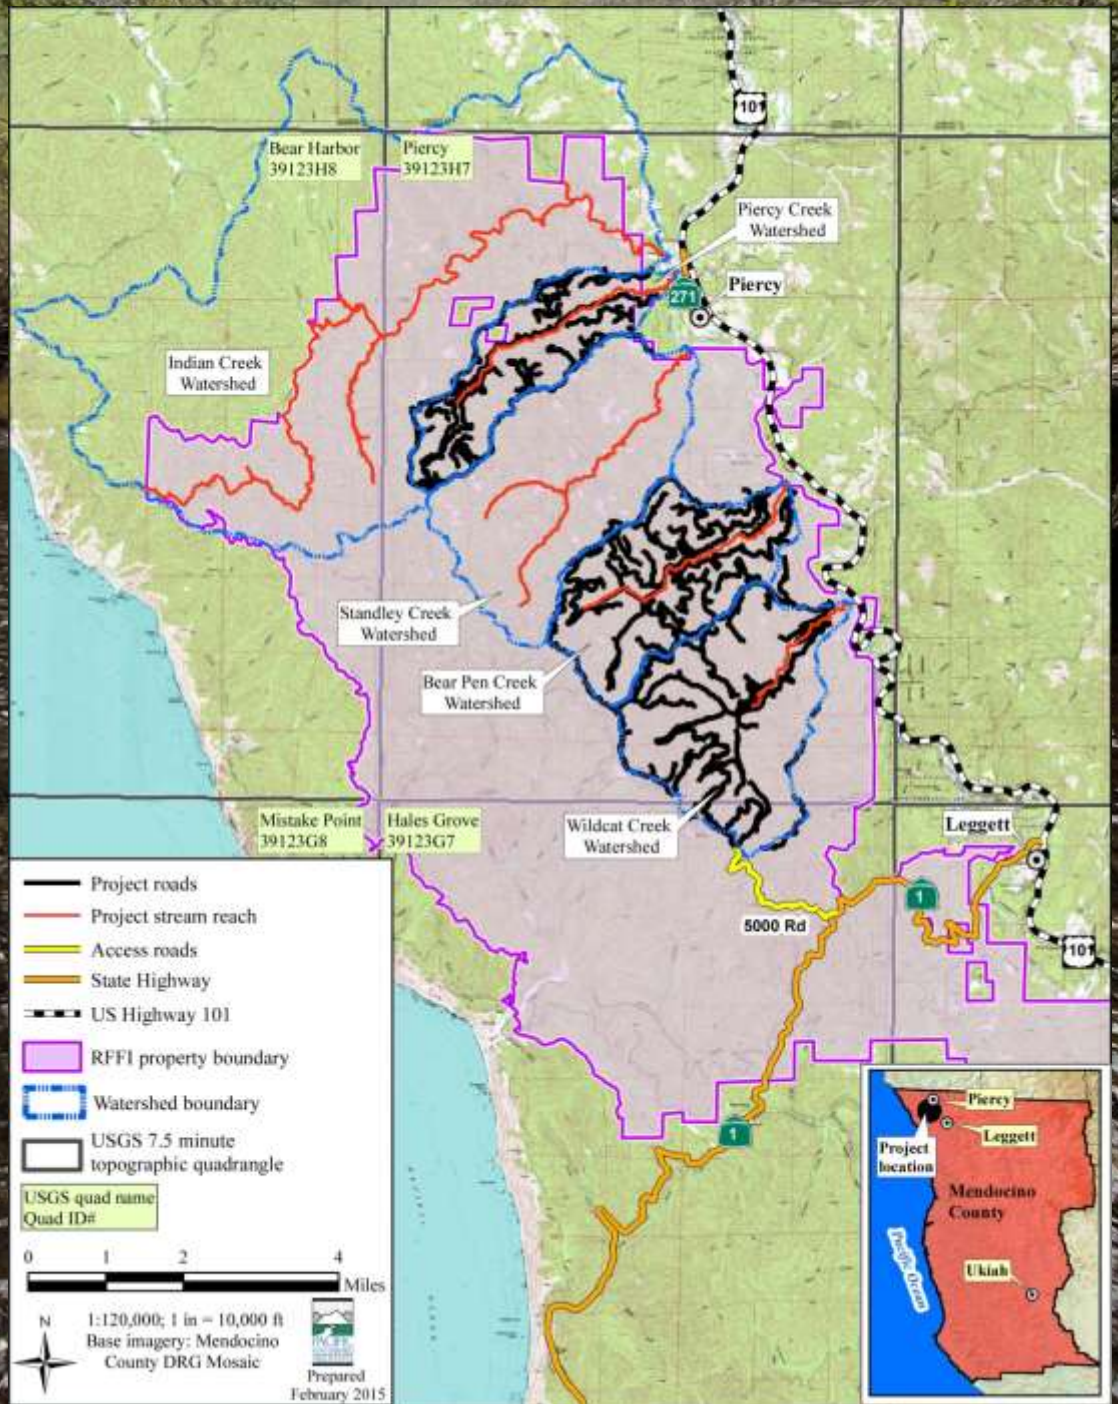 101
Bear Harbor
39123H8
Piercy
39123H7
Piercy Creek
Watershed
271
Piercy
Indian Creek
Watershed
Standley Creek
Watershed
Bear Pen Creek
Watershed
Mistake Point
39123G8
Hales Grove
39123G7
Wildcat Creek
Watershed
Leggett
1
5000 Rd
101
1
Project roads
Project stream reach
Access roads
State Highway
US Highway 101
RFFI property boundary
Watershed boundary
USGS 7.5 minute
topographic quadrangle
USGS quad name
Quad ID#
0 1 2 4
Miles
N
1:120,000; 1 in = 10,000 ft
Base imagery: Mendocino
County DRG Mosaic
PACIFIC
Prepared
February 2015
Piercy
Leggett
Project
location
Mendocino
County
Pacific Ocean
Ukiah